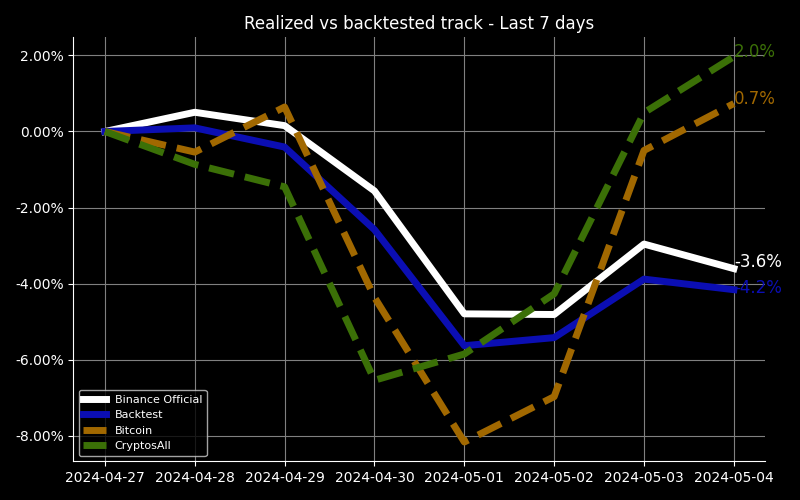 Realized vs backtested track - Last 7 days
2.00%
0.00%
-2.00%
-4.00%
-6.00%
-8.00%
2.0%
0.7%
-3.6%
-4.2%
Binance Official
Backtest
Bitcoin
CryptosAll
2024-04-27 2024-04-28 2024-04-29 2024-04-30 2024-05-01 2024-05-02 2024-05-03 2024-05-04